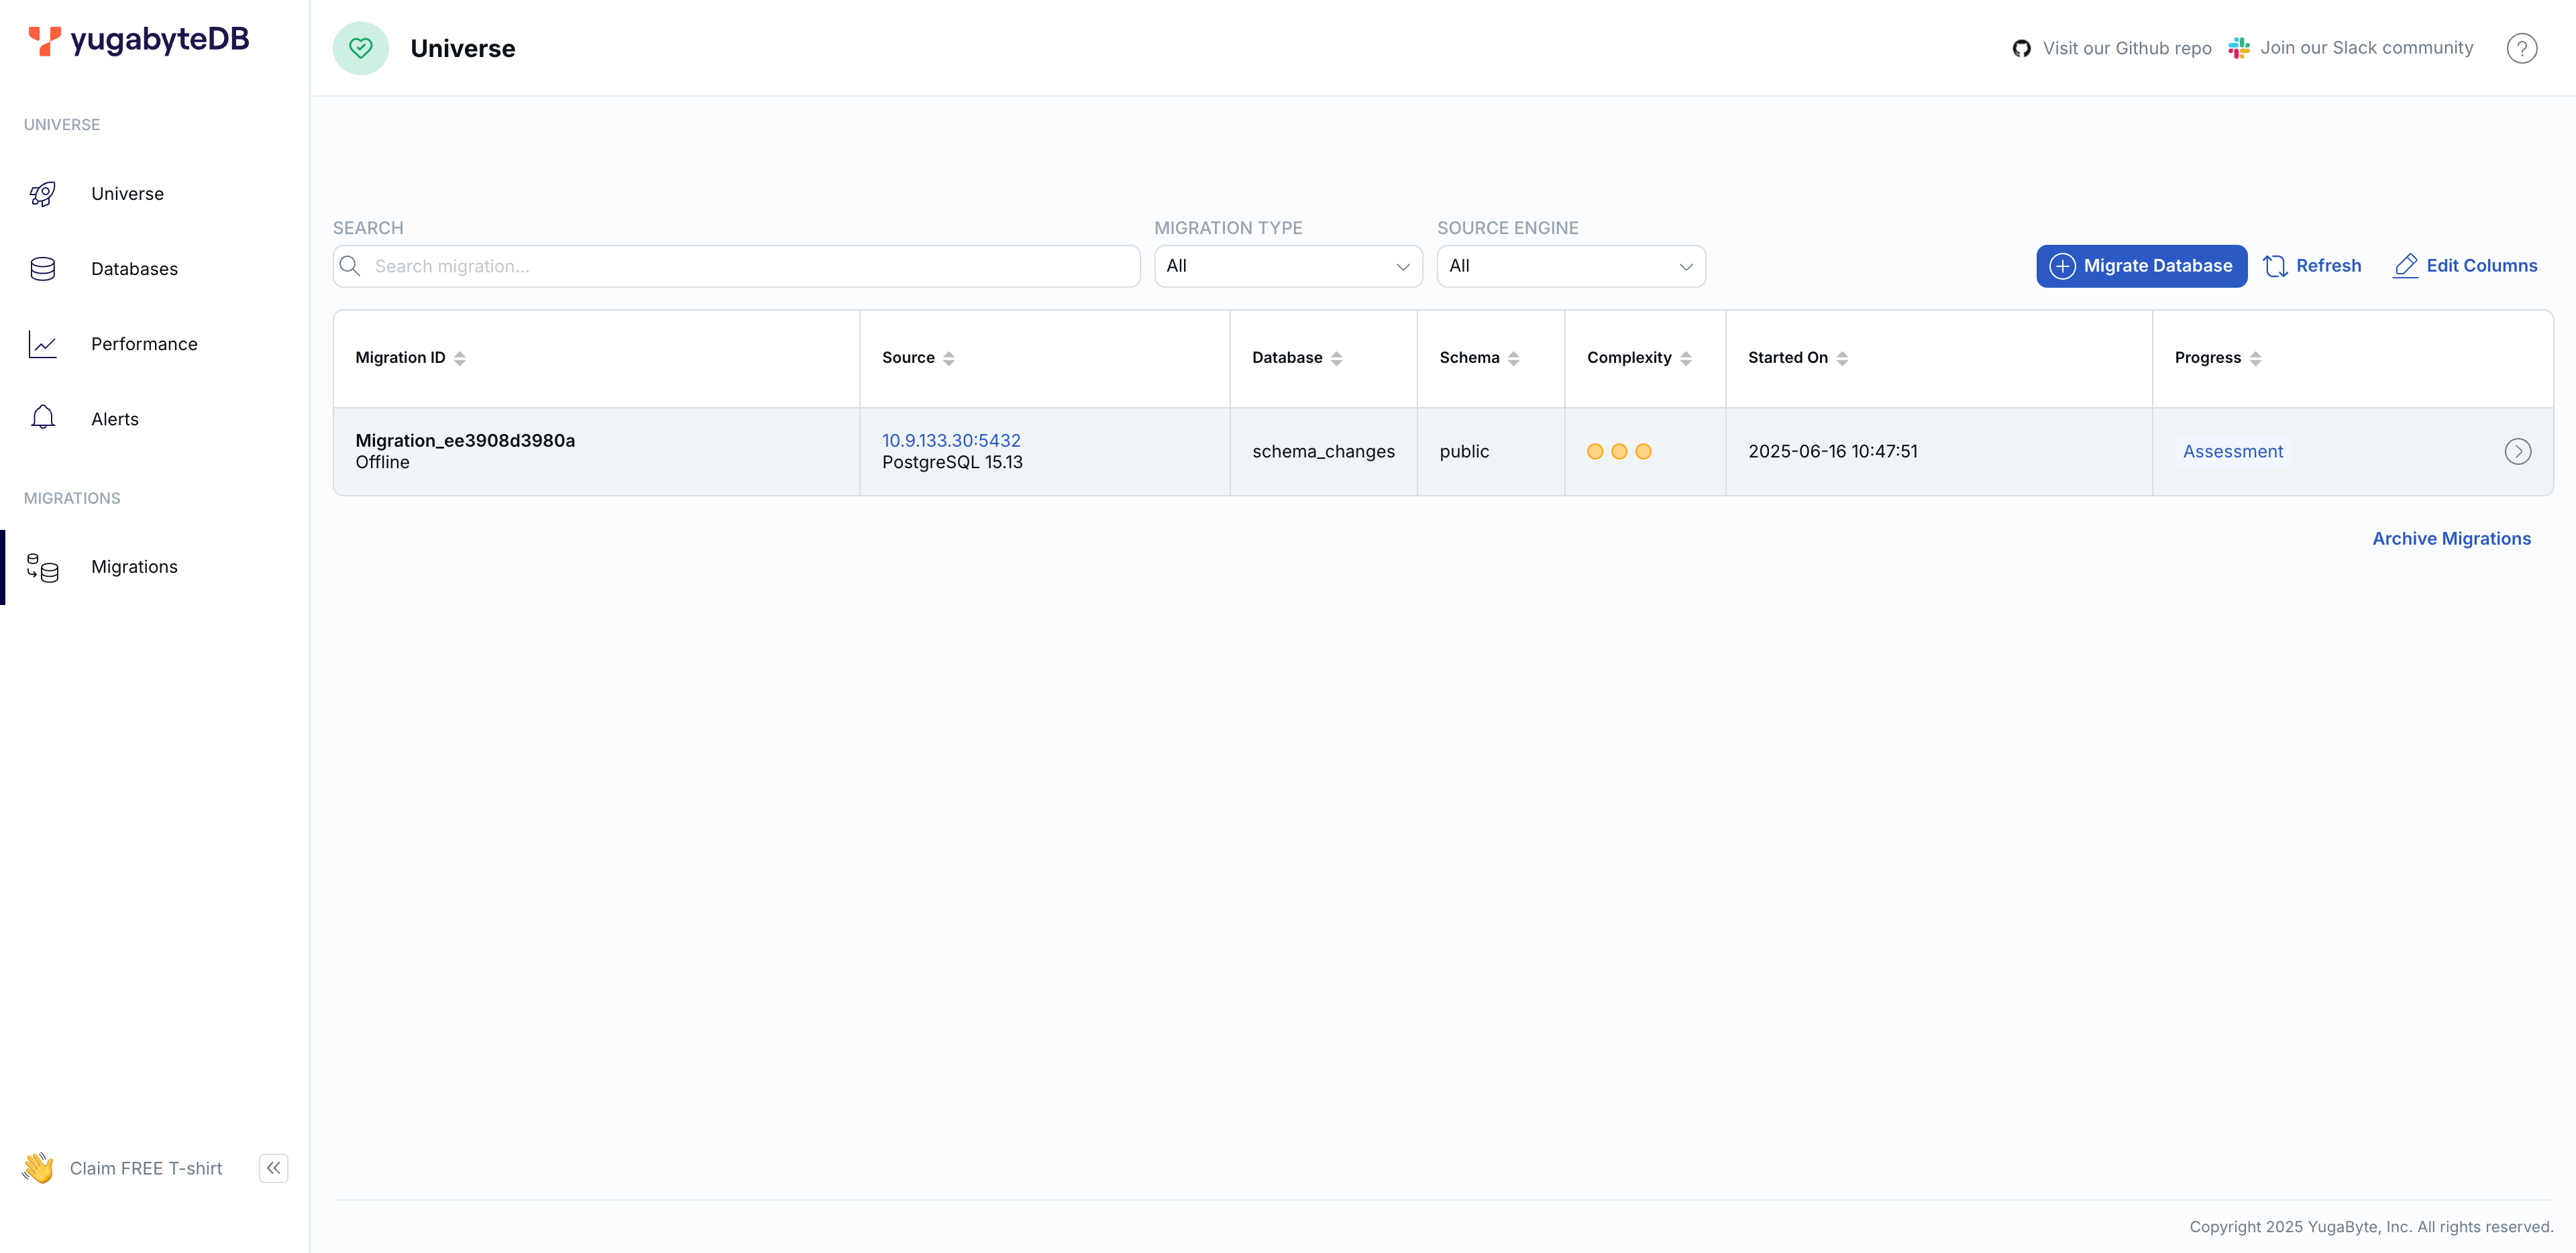 yugabyteDB
Universe
Visit our Github repo
Join our Slack community
?
UNIVERSE
Universe
Databases
Performance
Alerts
MIGRATIONS
Migrations
SEARCH
MIGRATION TYPE
SOURCE ENGINE
Search migration...
All
All
Migrate Database
Refresh
Edit Columns
Migration ID
Source
Database
Schema
Complexity
Started On
Progress
Migration_ee3908d3980a
Offline
10.9.133.30:5432
PostgreSQL 15.13
schema_changes
public
2025-06-16 10:47:51
Assessment
Archive Migrations
Claim FREE T-shirt
Copyright 2025 YugaByte, Inc. All rights reserved.